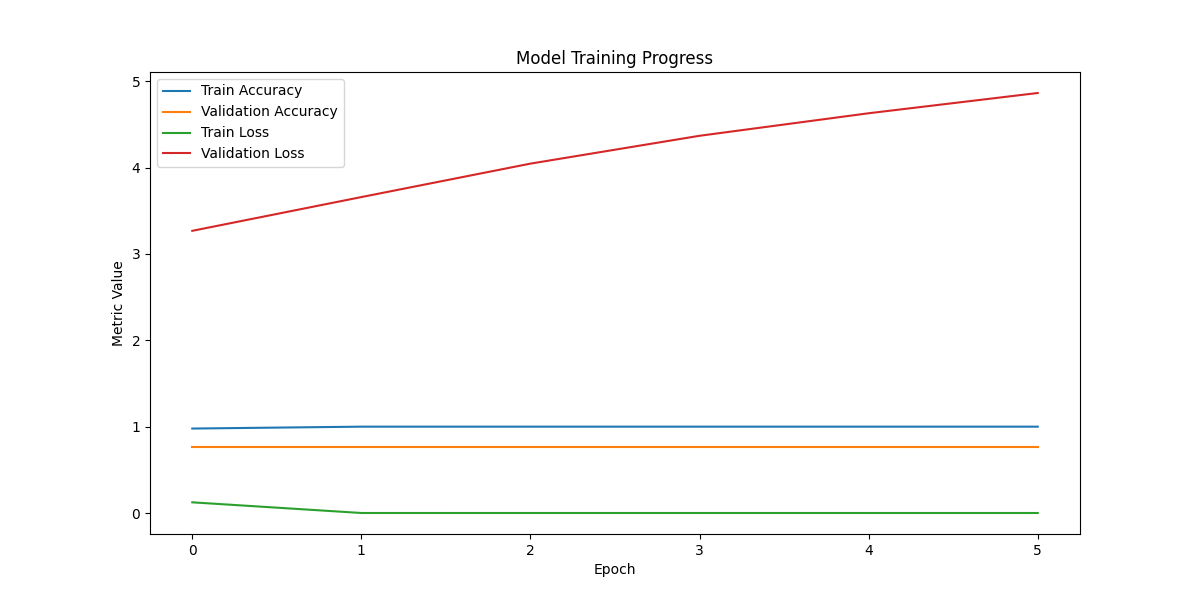 Model Training Progress
Train Accuracy
Validation Accuracy
Train Loss
Validation Loss
5
4
3
2
1
0
Metric Value
0 1 2 3 4 5
Epoch